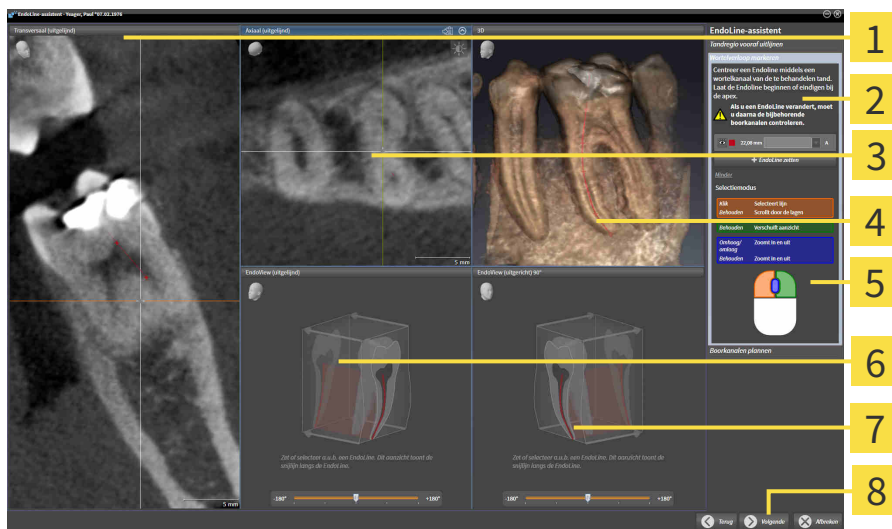 EndoLine-assistent - Yeager, Paul *07.02.1976
Transversaal (uitgelijnd)
Axiaal (uitgelijnd)
3D
EndoLine-assistent
Tandregio vooraf uitlijnen
Wortelverloop markeren
Centreer een Endoline middels een
wortelkanaal van de te behandelen tand.
Laat de Endoline beginnen of eindigen bij
de apex.
Als u een EndoLine verandert, moet
u daarna de bijbehorende
boorkanalen controleren.
22,08 mm
A
+ EndoLine zetten
Minder
Selectiemodus
Klik Selecteert lijn
Behouden Scrollt door de lagen
Behouden Verschuift aanzicht
Omhoog/
omlaag Zoomt in en uit
Behouden Zoomt in en uit
Boorkanalen plannen
5 mm
5 mm
EndoView (uitgelijnd)
EndoView (uitgericht) 90°
Zet of selecteer a.u.b. een EndoLine. Dit aanzicht toont de
snijlijn langs de EndoLine.
Zet of selecteer a.u.b. een EndoLine. Dit aanzicht toont de
snijlijn langs de EndoLine.
-180° +180°
-180° +180°
Terug
Volgende
Afbreken
1
2
3
4
5
6
7
8